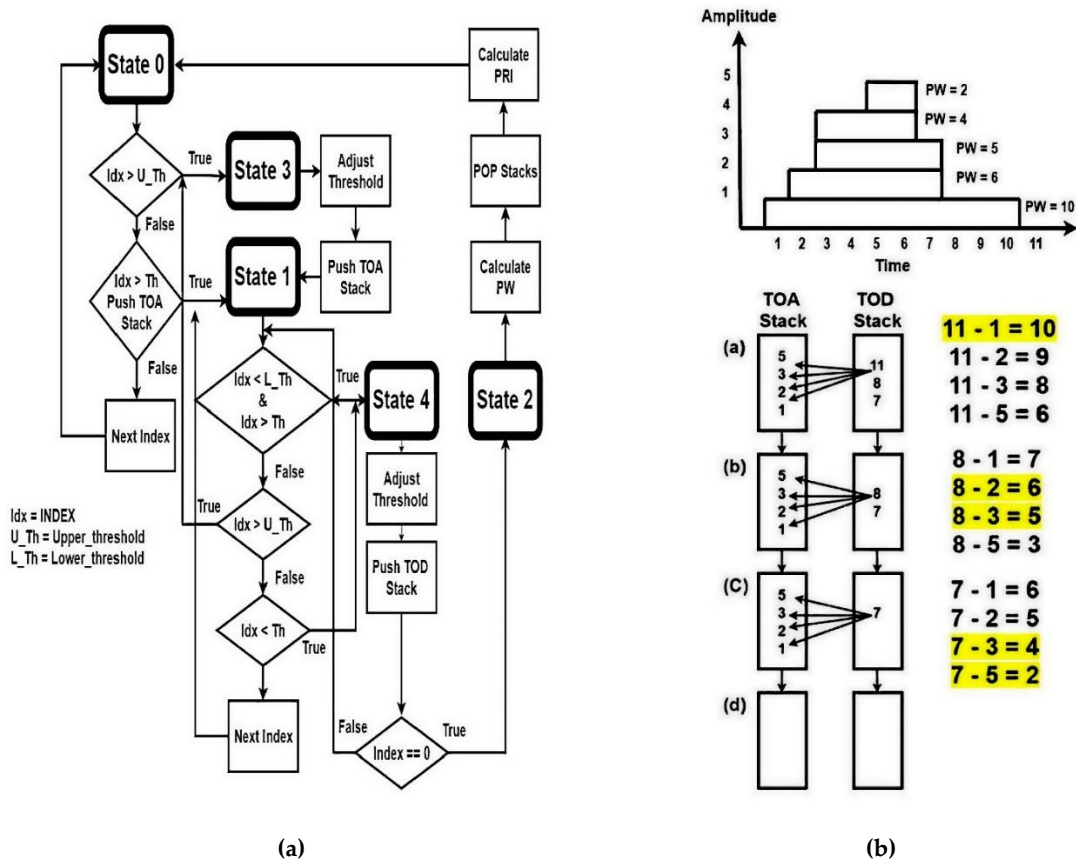 State 0
Calculate
PRI
Idx > U_Th
True
State 3
Adjust
Threshold
POP Stacks
False
Idx > Th
Push TOA
Stack
True
State 1
Push TOA
Stack
Calculate
PW
False
Next Index
Idx < L_Th
&
Idx > Th
True
State 4
State 2
False
Adjust
Threshold
True
Idx > U_Th
Idx = INDEX
U_Th = Upper_threshold
L_Th = Lower_threshold
False
Push TOD
Stack
Idx < Th
True
Next Index
False
Index == 0
True
(a)
Amplitude
5
4
3
2
1
PW = 2
PW = 4
PW = 5
PW = 6
PW = 10
1 2 3 4 5 6 7 8 9 10 11
Time
TOA
Stack
TOD
Stack
(a)
5
3
2
1
11
8
7
11 - 1 = 10
11 - 2 = 9
11 - 3 = 8
11 - 5 = 6
(b)
5
3
2
1
8
7
8 - 1 = 7
8 - 2 = 6
8 - 3 = 5
8 - 5 = 3
(C)
5
3
2
1
7
7 - 1 = 6
7 - 2 = 5
7 - 3 = 4
7 - 5 = 2
(d)
(b)